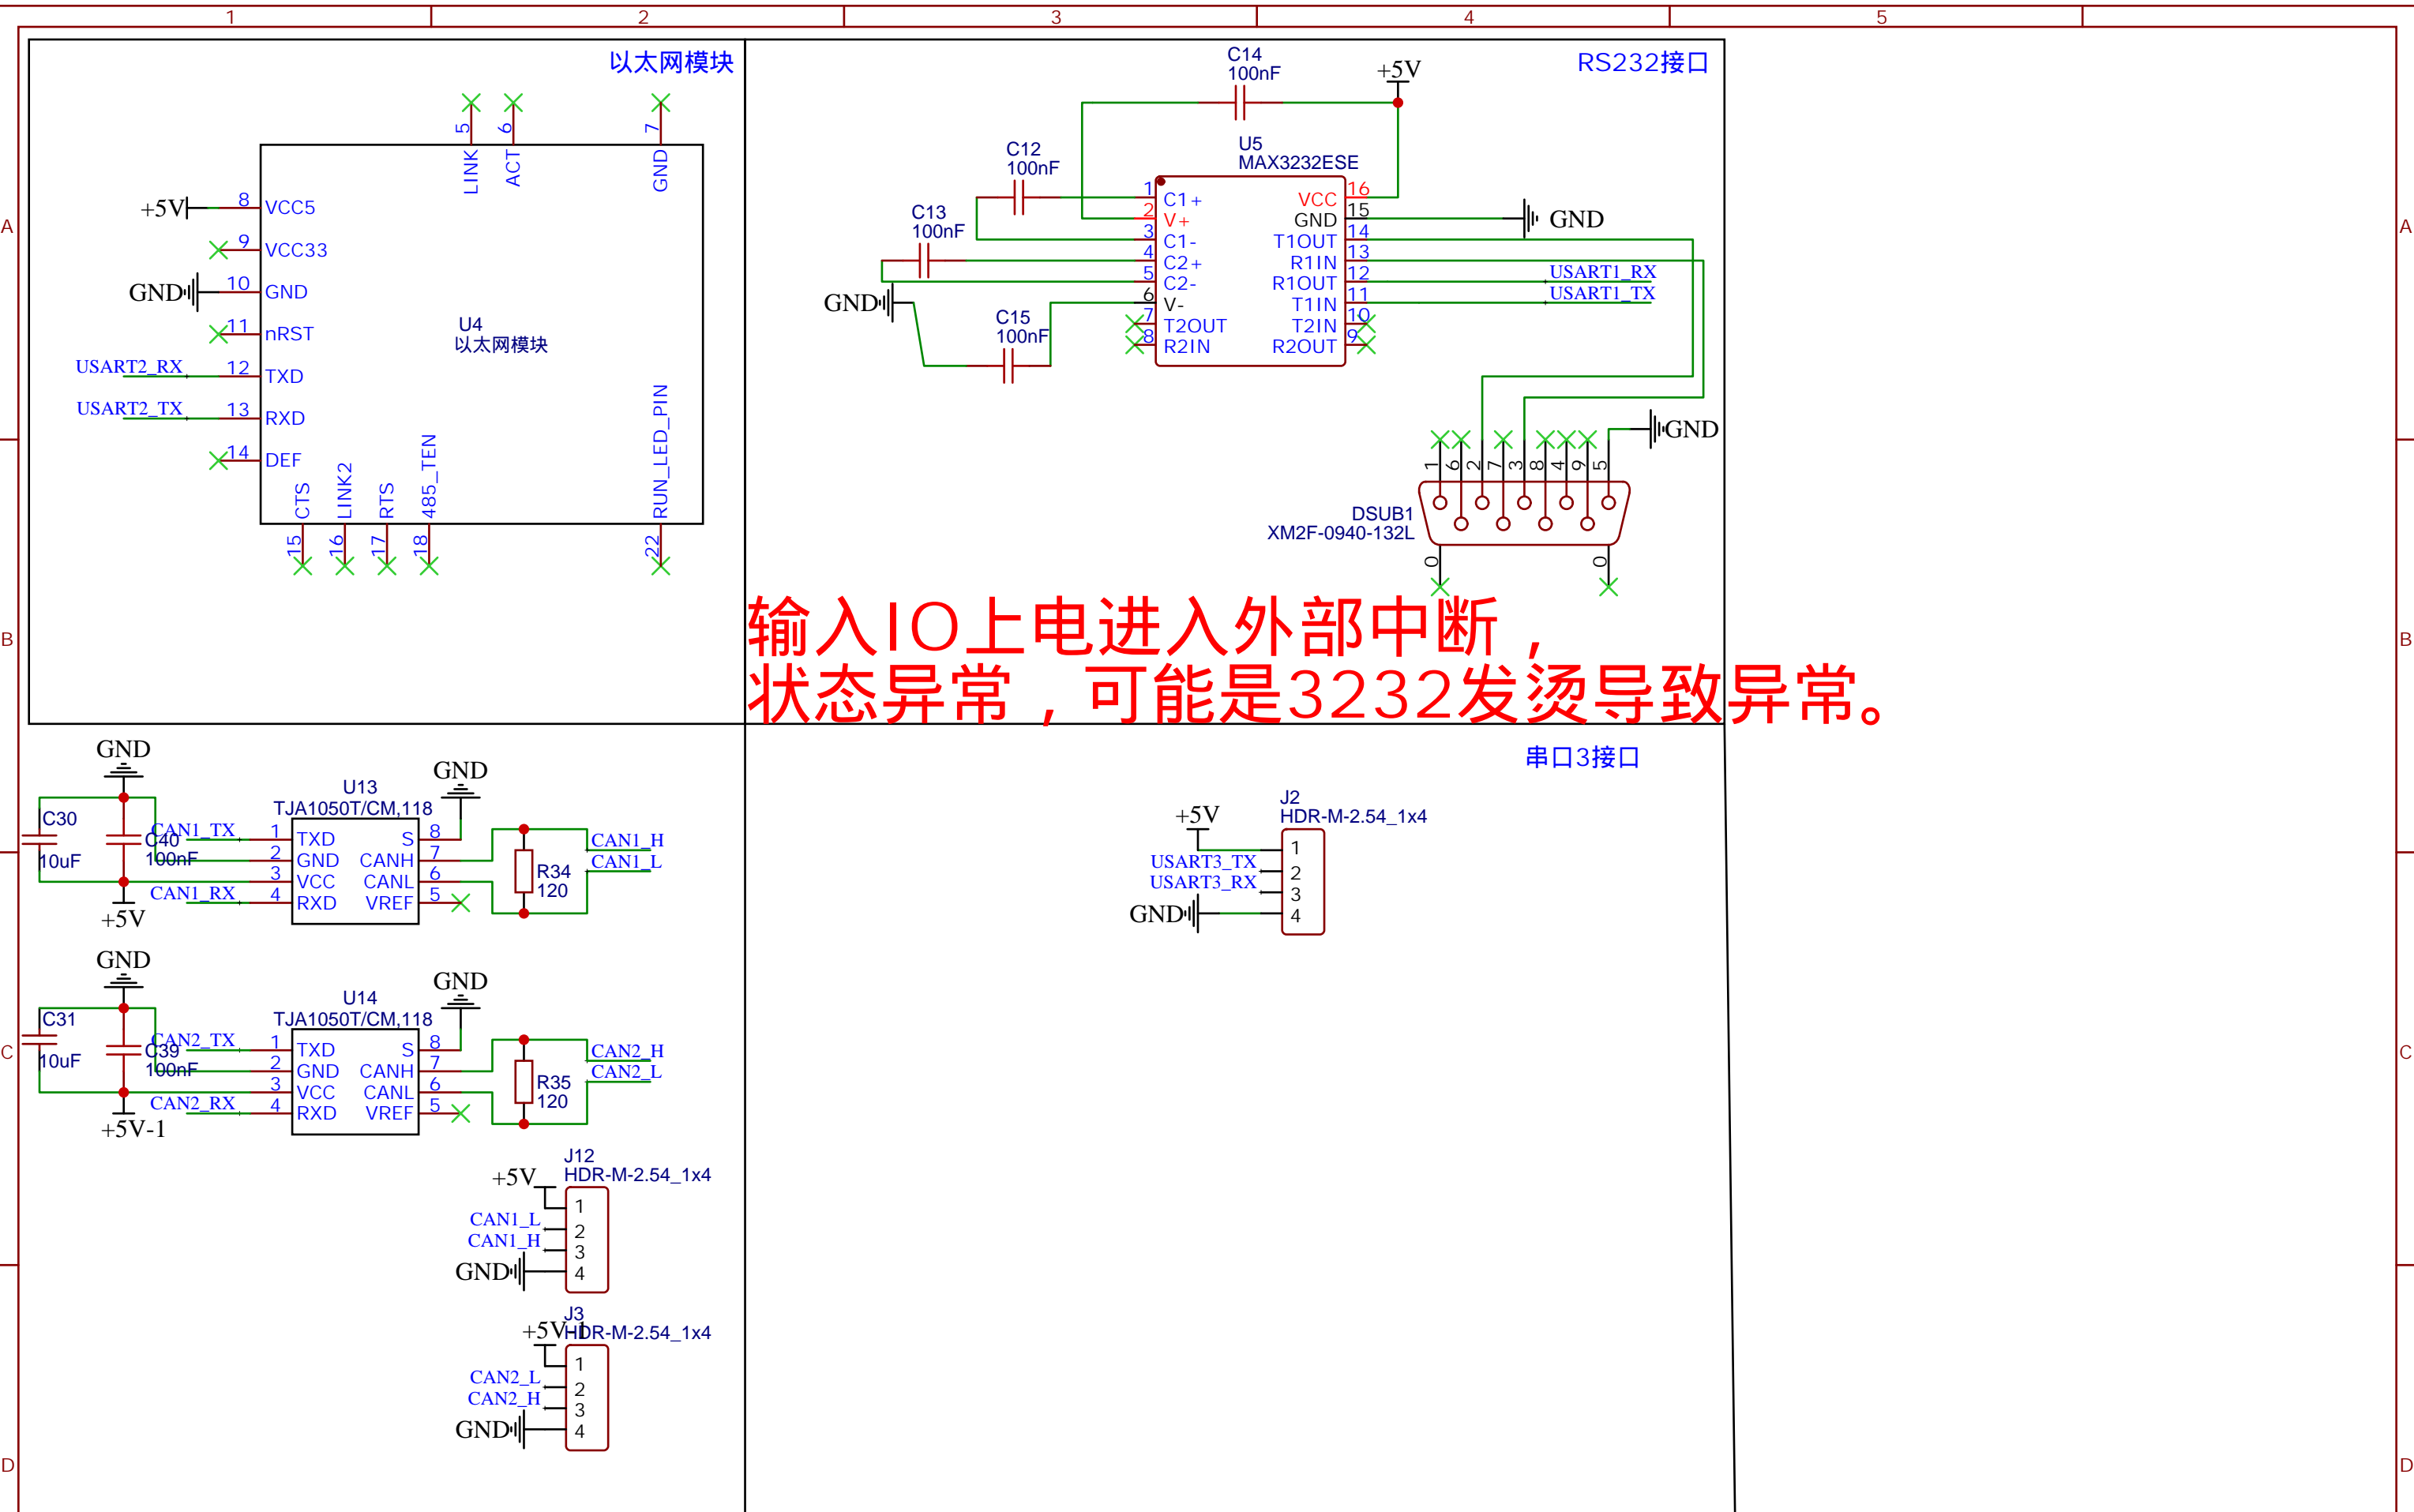 1 2 3 4 5
A
B
C
D
A
B
C
D
以太网模块
5 LINK
6 ACT
7 GND
+5V 8 VCC5
9 VCC33
GND 10 GND
11 nRST
USART2_RX 12 TXD
USART2_TX 13 RXD
14 DEF
U4
以太网模块
15 CTS
16 LINK2
17 RTS
18 485_TEN
22 RUN_LED_PIN
RS232接口
C14
100nF
+5V
C12
100nF
C13
100nF
GND
C15
100nF
U5
MAX3232ESE
1 C1+ VCC 16
2 V+ GND 15 GND
3 C1- T1OUT 14
4 C2+ R1IN 13
5 C2- R1OUT 12 USART1_RX
6 V- T1IN 11 USART1_TX
7 T2OUT T2IN 10
8 R2IN R2OUT 9
GND
1 6 2 7 3 8 4 9 5
DSUB1
XM2F-0940-132L
0 0
输入IO上电进入外部中断,
状态异常,可能是3232发烫导致异常。
GND
C30
10uF
C40
100nF
+5V
U13
TJA1050T/CM,118
GND
CAN1_TX 1 TXD S 8
2 GND CANH 7
3 VCC CANL 6
CAN1_RX 4 RXD VREF 5
R34
120
CAN1_H
CAN1_L
GND
C31
10uF
C39
100nF
+5V-1
U14
TJA1050T/CM,118
GND
CAN2_TX 1 TXD S 8
2 GND CANH 7
3 VCC CANL 6
CAN2_RX 4 RXD VREF 5
R35
120
CAN2_H
CAN2_L
J12
HDR-M-2.54_1x4
+5V 1
CAN1_L 2
CAN1_H 3
GND 4
J3
HDR-M-2.54_1x4
+5V-1 1
CAN2_L 2
CAN2_H 3
GND 4
串口3接口
J2
HDR-M-2.54_1x4
+5V 1
USART3_TX 2
USART3_RX 3
GND 4